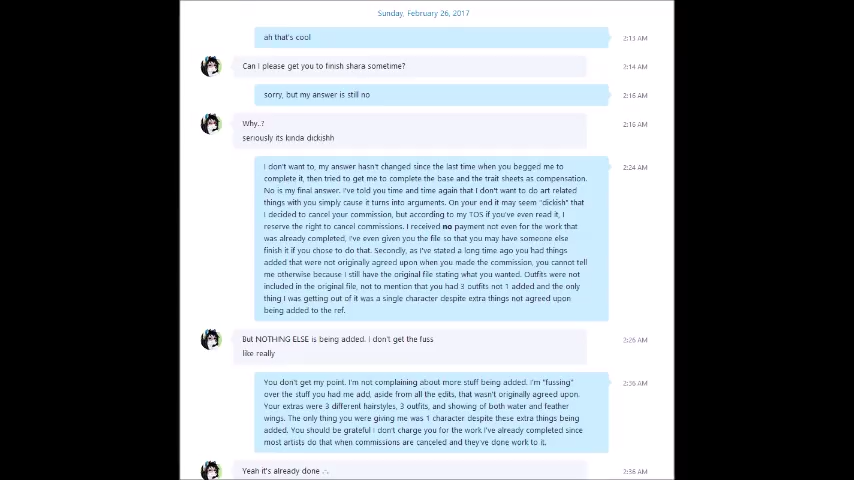 Sunday, February 26, 2017
ah that's cool
2:13 AM
Can I please get you to finish shara sometime?
2:14 AM
sorry, but my answer is still no
2:16 AM
Why..?
2:16 AM
seriously its kinda dickishh
I don't want to, my answer hasn't changed since the last time when you begged me to
2:24 AM
complete it, then tried to get me to complete the base and the trait sheets as compensation.
No is my final answer. I've told you time and time again that I don't want to do art related
things with you simply cause it turns into arguments. On your end it may seem "dickish" that
I decided to cancel your commission, but according to my TOS if you've even read it, I
reserve the right to cancel commissions. I received no payment not even for the work that
was already completed, I've even given you the file so that you may have someone else
finish it if you chose to do that. Secondly, as I've stated a long time ago you had things
added that were not originally agreed upon when you made the commission, you cannot tell
me otherwise because I still have the original file stating what you wanted. Outfits were not
included in the original file, not to mention that you had 3 outfits not 1 added and the only
thing I was getting out of it was a single character despite extra things not agreed upon
being added to the ref.
But NOTHING ELSE is being added. I don't get the fuss
2:26 AM
like really
You don't get my point. I'm not complaining about more stuff being added. I'm "fussing"
2:36 AM
over the stuff you had me add, aside from all the edits, that wasn't originally agreed upon.
Your extras were 3 different hairstyles, 3 outfits, and showing of both water and feather
wings. The only thing you were giving me was 1 character despite these extra things being
added. You should be grateful I don't charge you for the work I've already completed since
most artists do that when commissions are canceled and they've done work to it.
Yeah it's already done .-.
2:38 AM